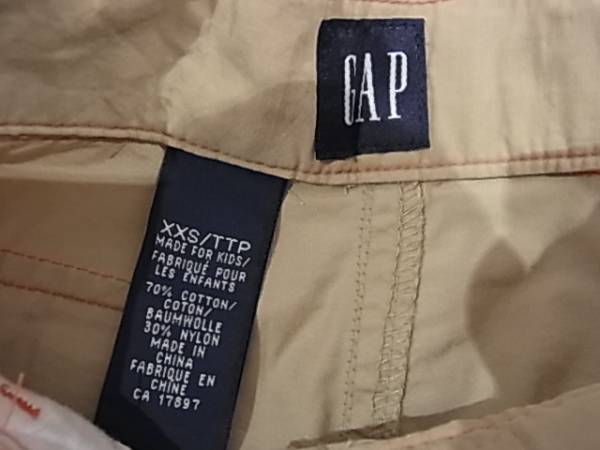 GAP
XXS/TTP
MADE FOR KIDS/
FABRIQUÉ POUR
LES ENFANTS
70% COTTON/
COTON/
BAUMWOLLE
30% NYLON
MADE IN
CHINA
FABRIQUE EN
CHINE
CA 17897